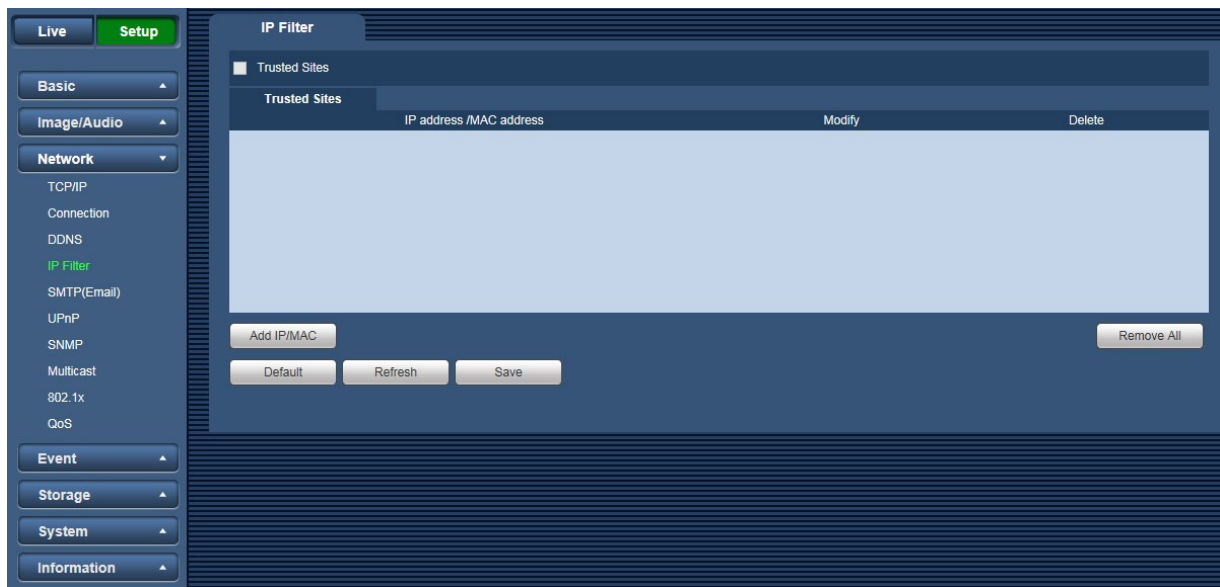 Live Setup
Basic
Image/Audio
Network
TCP/IP
Connection
DDNS
IP Filter
SMTP(Email)
UPnP
SNMP
Multicast
802.1x
QoS
Event
Storage
System
Information
IP Filter
Trusted Sites
Trusted Sites
IP address /MAC address Modify Delete
Add IP/MAC Remove All
Default Refresh Save